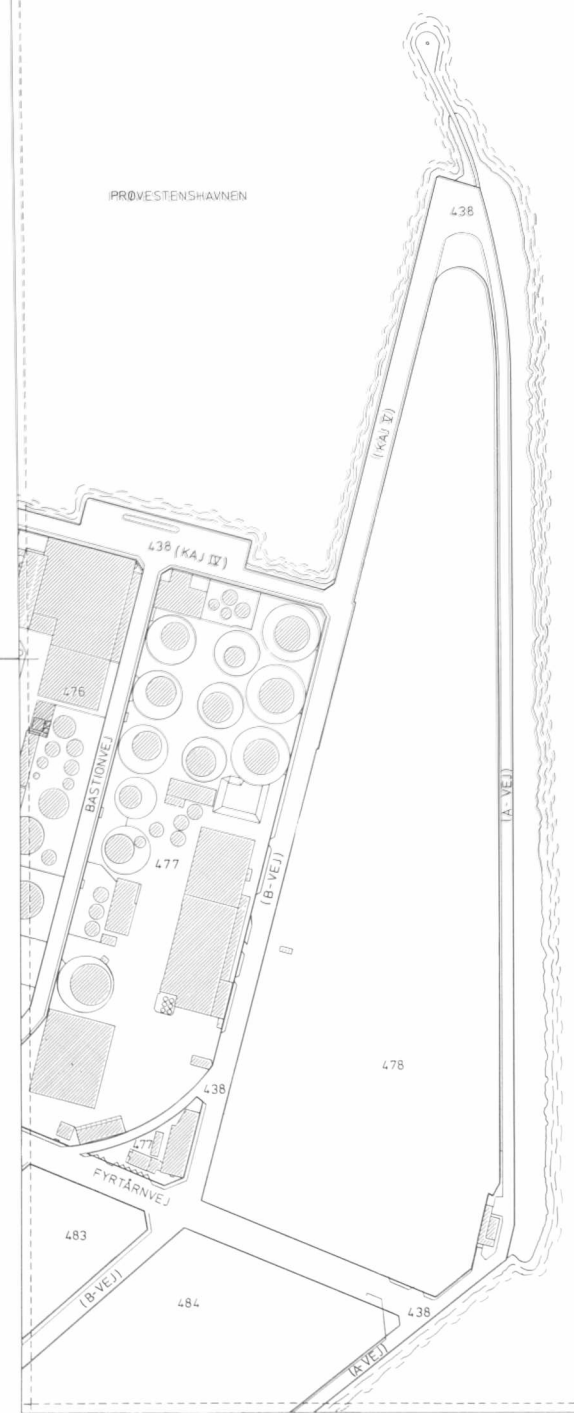 PRØVESTENSHAVNEN
438
(KAJ V)
438 (KAJ IV)
476
BASTIONVEJ
(A-VEJ)
477
(B-VEJ)
478
438
477
FYRTÅRNVEJ
483
(B-VEJ)
484
438
(A-VEJ)